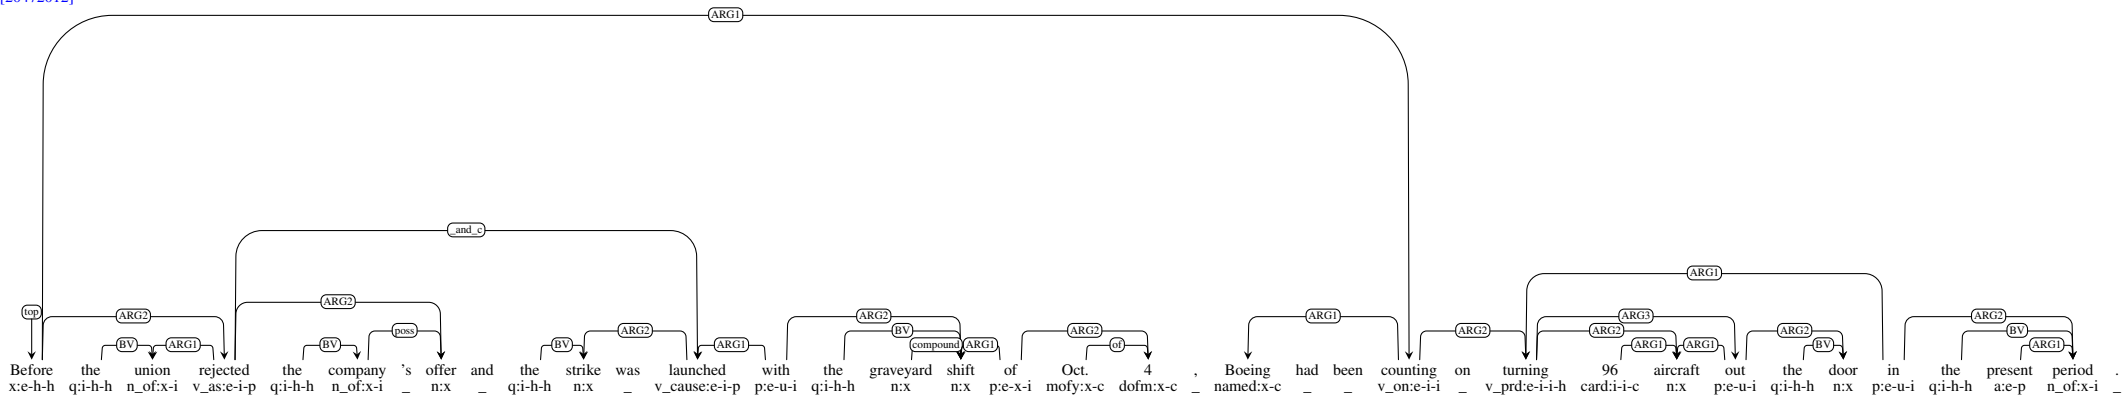 ARG1
_and_c
ARG1
top ARG2 ARG2 ARG2 ARG1 ARG3 ARG2
poss BV ARG2 ARG2 ARG2 ARG2 ARG2 BV
BV ARG1 BV BV ARG2 ARG1 compound ARG1 of ARG1 ARG1 BV ARG1
Before the union rejected the company 's offer and the strike was launched with the graveyard shift of Oct. 4 , Boeing had been counting on turning 96 aircraft out the door in the present period .
x:e-h-h q:i-h-h n_of:x-i v_as:e-i-p q:i-h-h n_of:x-i _ n:x _ q:i-h-h n:x _ v_cause:e-i-p p:e-u-i q:i-h-h n:x n:x p:e-x-i mofy:x-c dofm:x-c _ named:x-c _ _ v_on:e-i-i _ v_prd:e-i-i-h card:i-i-c n:x p:e-u-i q:i-h-h n:x p:e-u-i q:i-h-h a:e-p n_of:x-i _